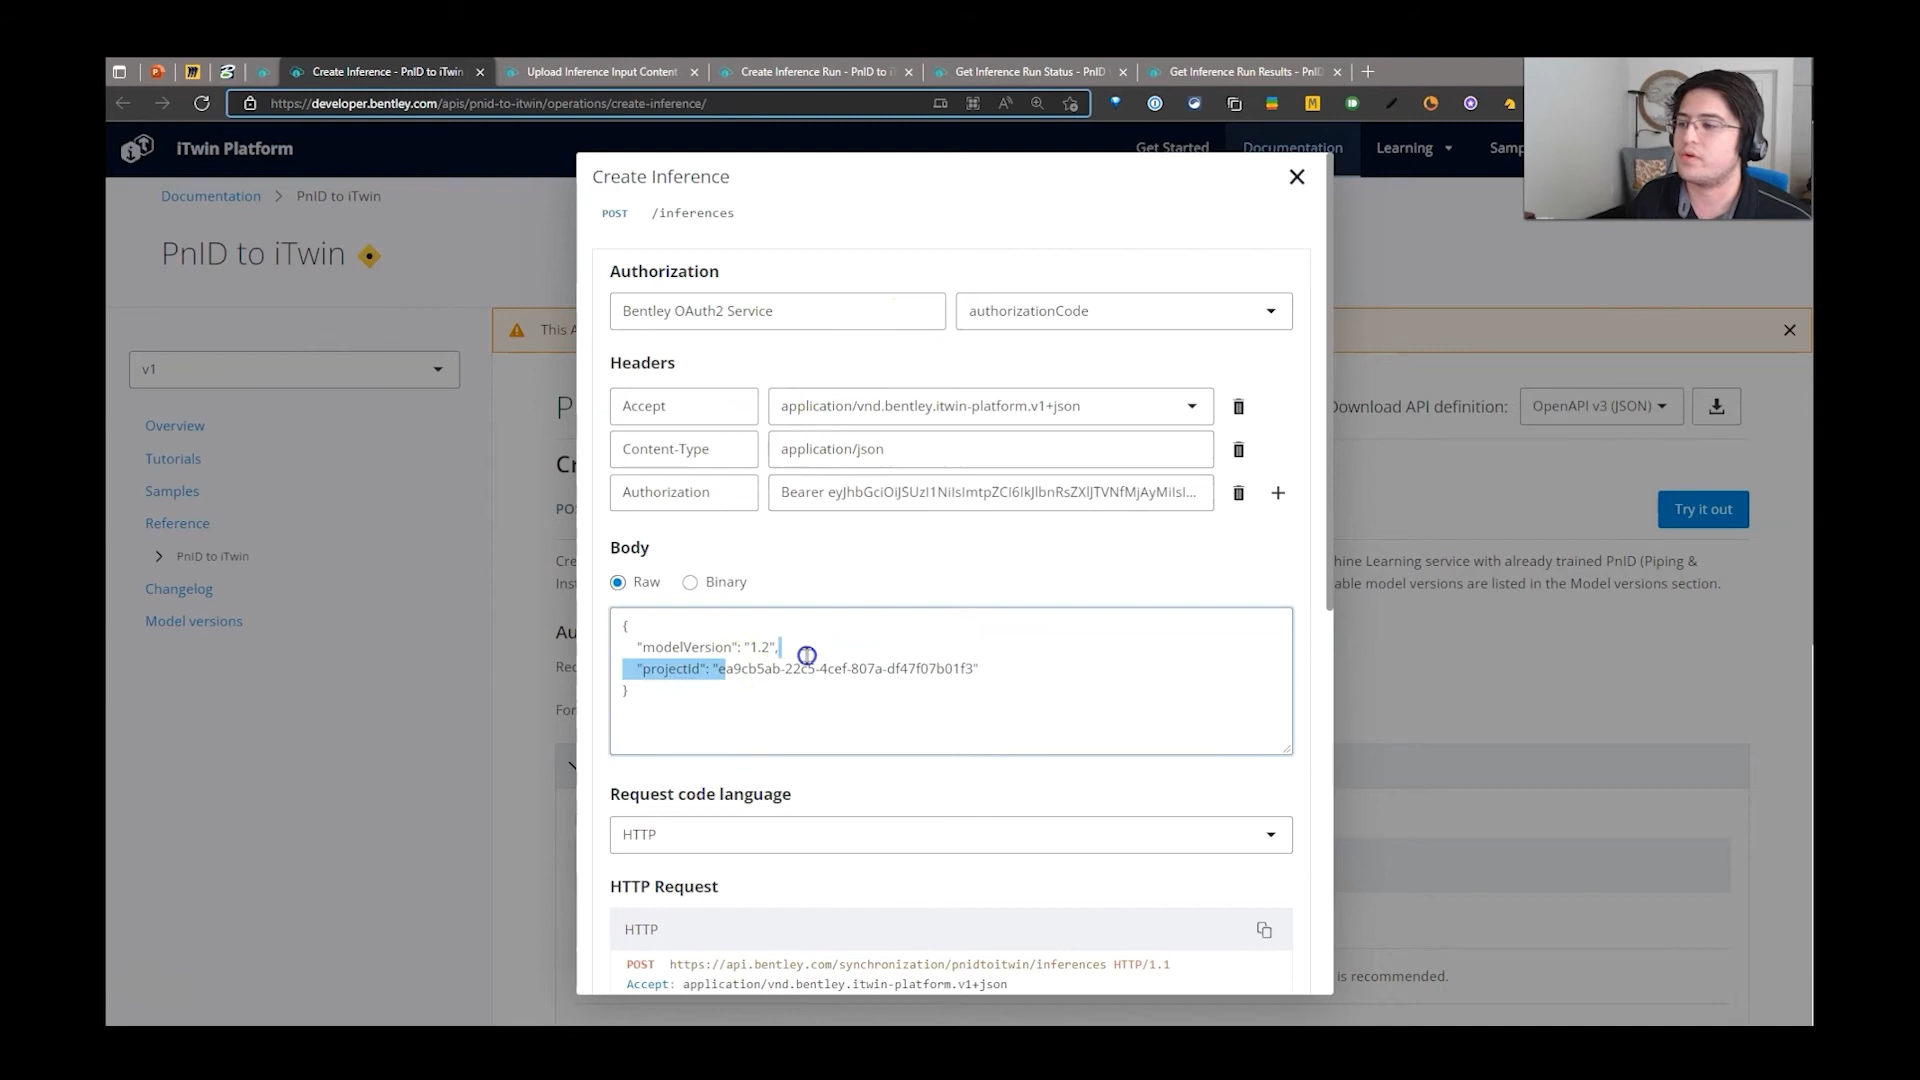 Create Inference - PnID to iTwin
Upload Inference Input Content
Create Inference Run - PnID to i
Get Inference Run Status - PnID
Get Inference Run Results - PnID
https://developer.bentley.com/apis/pnid-to-itwin/operations/create-inference/
iTwin Platform
Get Started
Documentation
Learning
Samp
Documentation > PnID to iTwin
PnID to iTwin
v1
Overview
Tutorials
Samples
Reference
PnID to iTwin
Changelog
Model versions
This A
P
Download API definition:
OpenAPI v3 (JSON)
Cr
PO
Try it out
Cre
hine Learning service with already trained PnID (Piping &
Ins
able model versions are listed in the Model versions section.
Au
Rec
For
is recommended.
Create Inference
POST /inferences
Authorization
Bentley OAuth2 Service
authorizationCode
Headers
Accept
application/vnd.bentley.itwin-platform.v1+json
Content-Type
application/json
Authorization
Body
Raw
Binary
{
"modelVersion": "1.2",
"projectId": "ea9cb5ab-22c5-4cef-807a-df47f07b01f3"
}
Request code language
HTTP
HTTP Request
HTTP
POST https://api.bentley.com/synchronization/pnidtoitwin/inferences HTTP/1.1
Accept: application/vnd.bentley.itwin-platform.v1+json